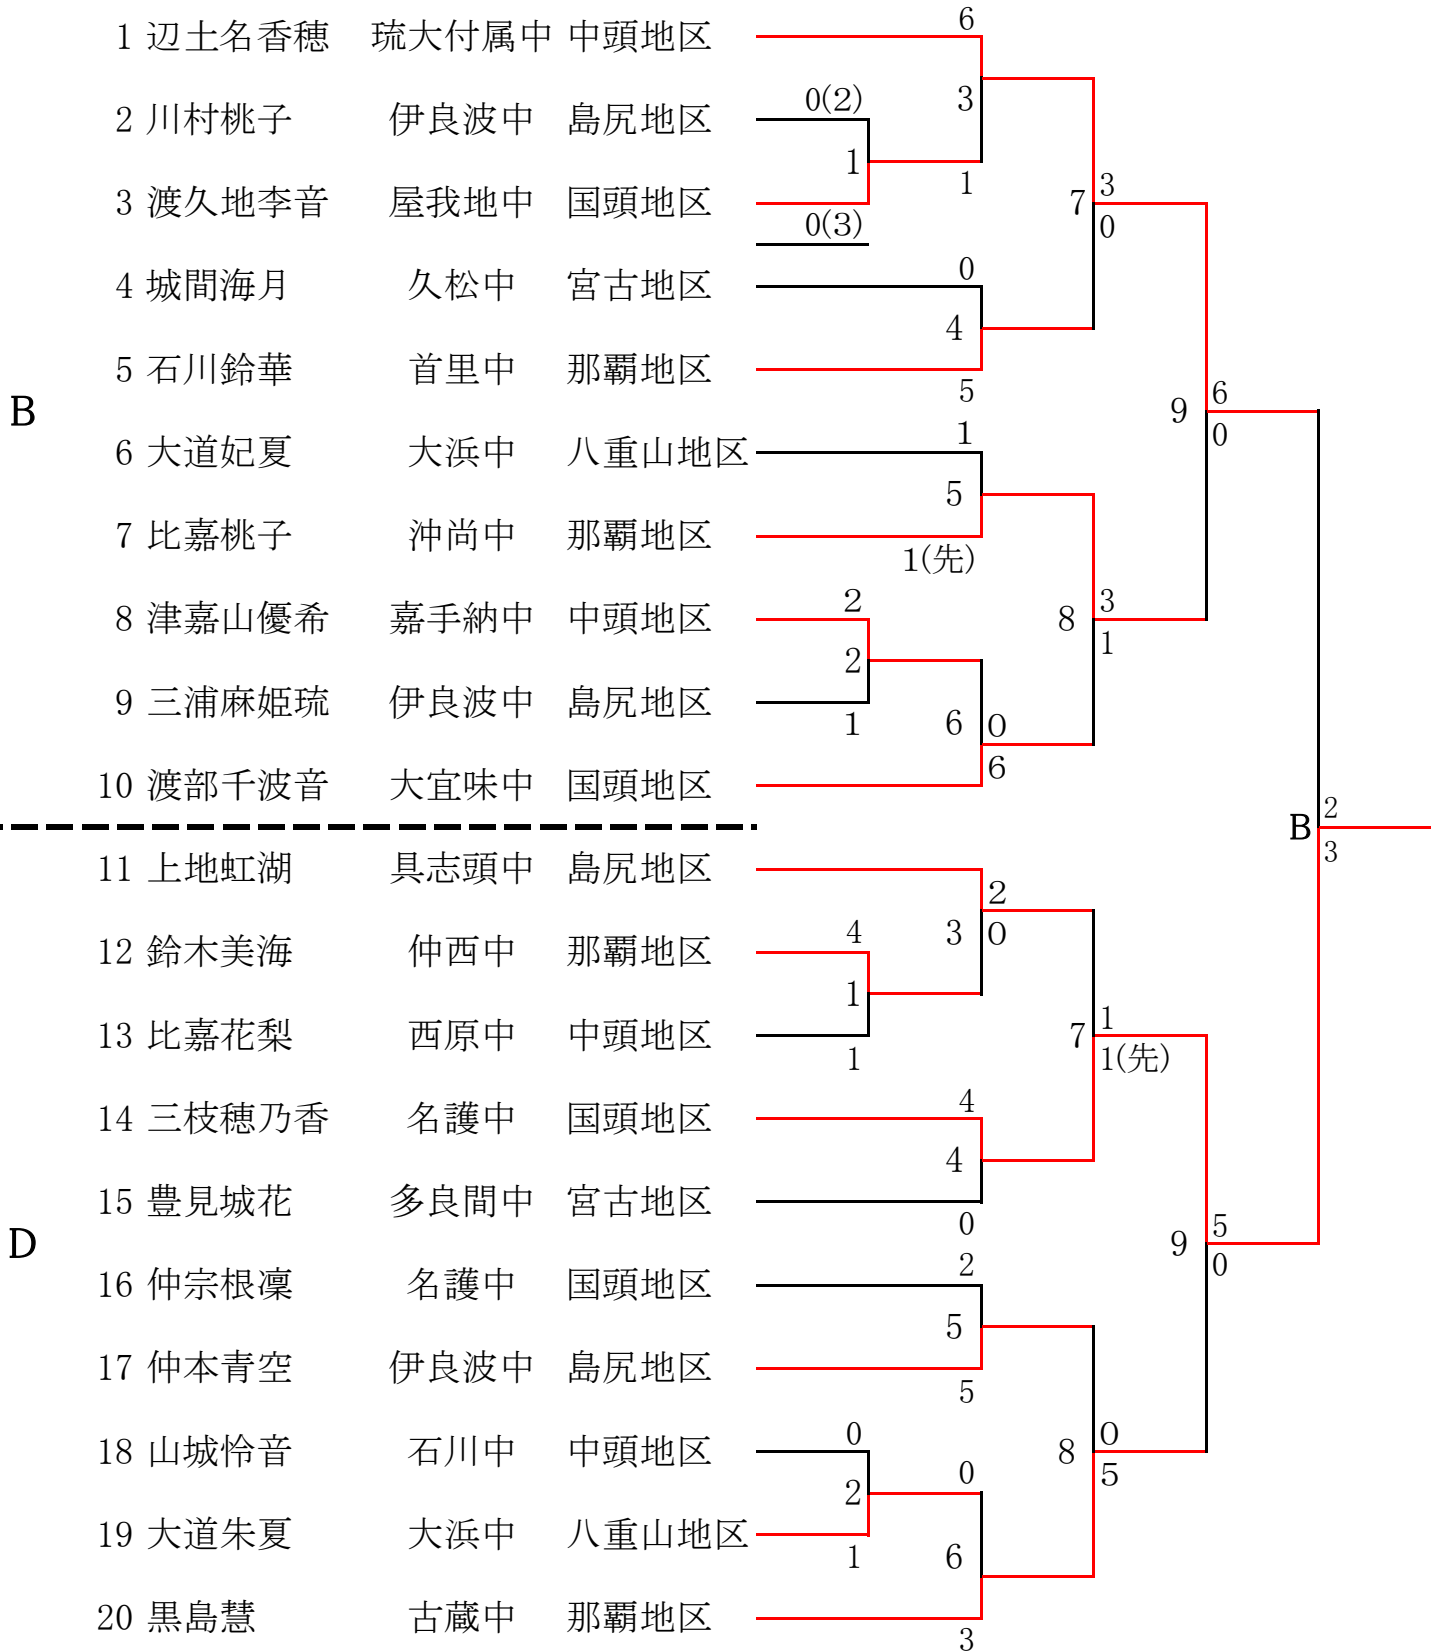 1 辺土名香穂 琉大付属中 中頭地区 6
2 川村桃子 伊良波中 島尻地区 0(2) 3
1
3 渡久地李音 屋我地中 国頭地区 1 7 3
0(3) 0
4 城間海月 久松中 宮古地区 0
4
5 石川鈴華 首里中 那覇地区 5
B 9 6
0
6 大道妃夏 大浜中 八重山地区 1
5
7 比嘉桃子 沖尚中 那覇地区 1(先)
8 津嘉山優希 嘉手納中 中頭地区 2 8 3
2 1
9 三浦麻姫琉 伊良波中 島尻地区 1 6 0
6
10 渡部千波音 大宜味中 国頭地区
B 2
3
11 上地虹湖 具志頭中 島尻地区 2
12 鈴木美海 仲西中 那覇地区 4 3 0
1
13 比嘉花梨 西原中 中頭地区 1 7 1
1(先)
14 三枝穂乃香 名護中 国頭地区 4
4
15 豊見城花 多良間中 宮古地区 0
D 9 5
0
16 仲宗根凜 名護中 国頭地区 2
5
17 仲本青空 伊良波中 島尻地区 5
18 山城怜音 石川中 中頭地区 0 8 0
2 0 5
19 大道朱夏 大浜中 八重山地区 1 6
20 黒島慧 古蔵中 那覇地区 3